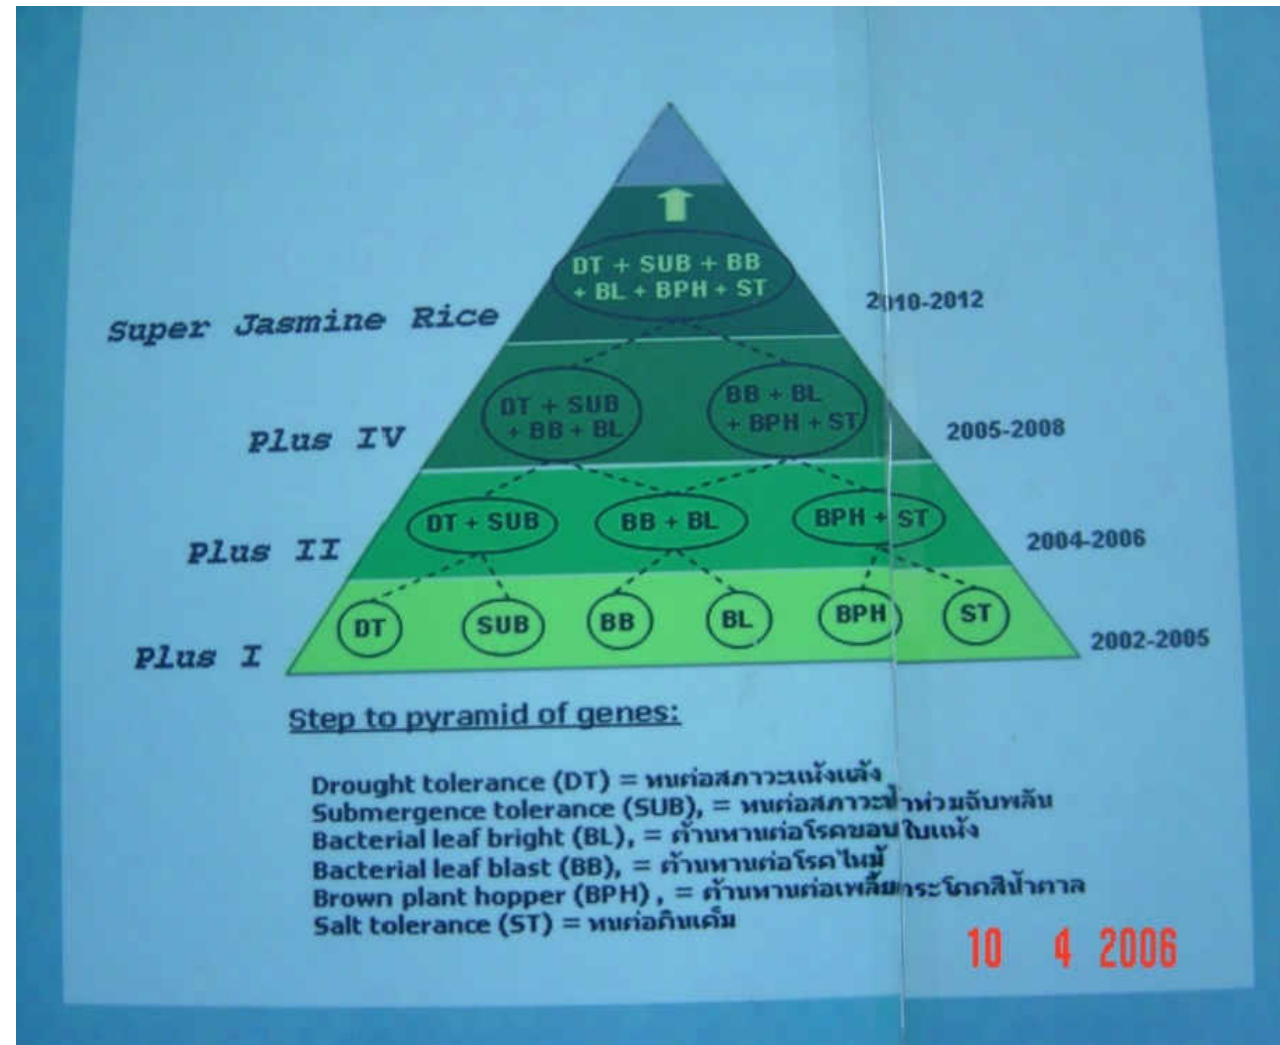 DT + SUB + BB
+ BL + BPH + ST
Super Jasmine Rice
2010-2012
DT + SUB
+ BB + BL
BB + BL
+ BPH + ST
Plus IV
2005-2008
DT + SUB
BB + BL
BPH + ST
Plus II
2004-2006
DT
SUB
BB
BL
BPH
ST
Plus I
2002-2005
Step to pyramid of genes:
Drought tolerance (DT) = ทนต่อสภาวะแห้งแล้ง
Submergence tolerance (SUB), = ทนต่อสภาวะน้ำท่วมฉับพลัน
Bacterial leaf bright (BL), = ต้านทานต่อโรคขอบใบแห้ง
Bacterial leaf blast (BB), = ต้านทานต่อโรคไหม้
Brown plant hopper (BPH) , = ต้านทานต่อเพลี้ยกระโดดสีน้ำตาล
Salt tolerance (ST) = ทนต่อดินเค็ม
10 4 2006